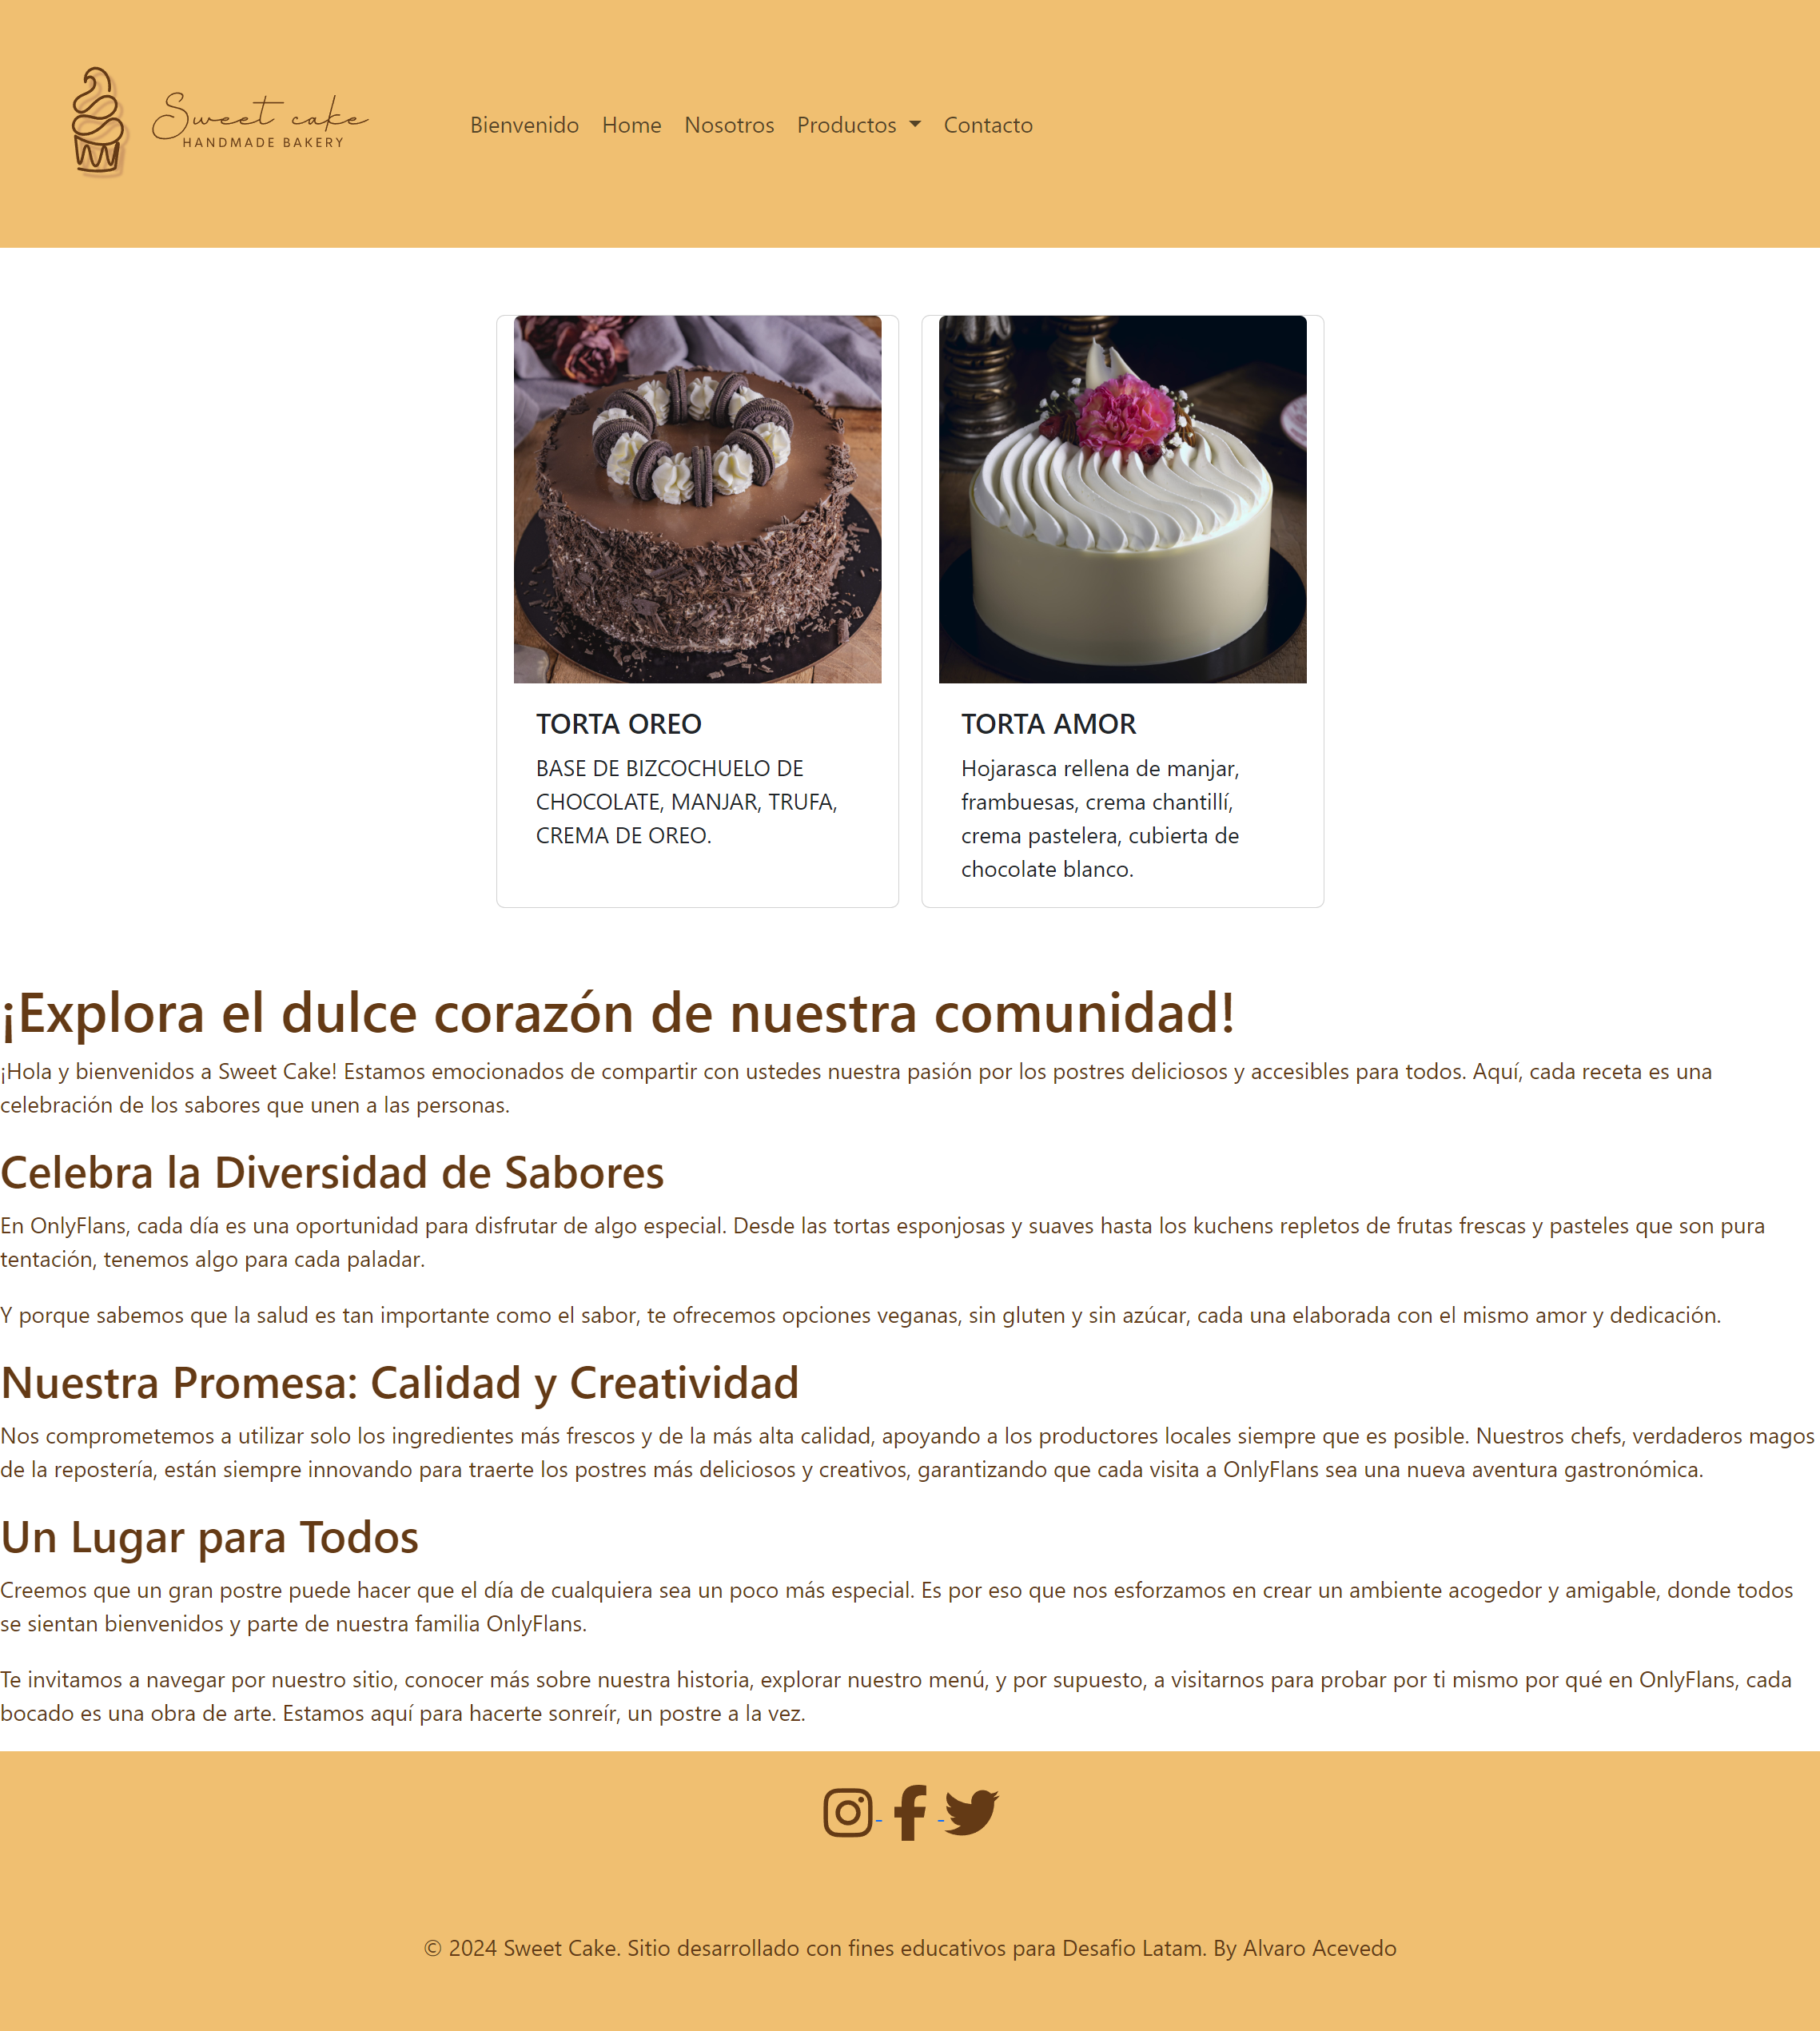 Sweet cake
HANDMADE BAKERY
Bienvenido Home Nosotros Productos Contacto
TORTA OREO
BASE DE BIZCOCHUELO DE
CHOCOLATE, MANJAR, TRUFA,
CREMA DE OREO.
TORTA AMOR
Hojarasca rellena de manjar,
frambuesas, crema chantillí,
crema pastelera, cubierta de
chocolate blanco.
¡Explora el dulce corazón de nuestra comunidad!
¡Hola y bienvenidos a Sweet Cake! Estamos emocionados de compartir con ustedes nuestra pasión por los postres deliciosos y accesibles para todos. Aquí, cada receta es una
celebración de los sabores que unen a las personas.
Celebra la Diversidad de Sabores
En OnlyFlans, cada día es una oportunidad para disfrutar de algo especial. Desde las tortas esponjosas y suaves hasta los kuchens repletos de frutas frescas y pasteles que son pura
tentación, tenemos algo para cada paladar.
Y porque sabemos que la salud es tan importante como el sabor, te ofrecemos opciones veganas, sin gluten y sin azúcar, cada una elaborada con el mismo amor y dedicación.
Nuestra Promesa: Calidad y Creatividad
Nos comprometemos a utilizar solo los ingredientes más frescos y de la más alta calidad, apoyando a los productores locales siempre que es posible. Nuestros chefs, verdaderos magos
de la repostería, están siempre innovando para traerte los postres más deliciosos y creativos, garantizando que cada visita a OnlyFlans sea una nueva aventura gastronómica.
Un Lugar para Todos
Creemos que un gran postre puede hacer que el día de cualquiera sea un poco más especial. Es por eso que nos esforzamos en crear un ambiente acogedor y amigable, donde todos
se sientan bienvenidos y parte de nuestra familia OnlyFlans.
Te invitamos a navegar por nuestro sitio, conocer más sobre nuestra historia, explorar nuestro menú, y por supuesto, a visitarnos para probar por ti mismo por qué en OnlyFlans, cada
bocado es una obra de arte. Estamos aquí para hacerte sonreír, un postre a la vez.
© 2024 Sweet Cake. Sitio desarrollado con fines educativos para Desafio Latam. By Alvaro Acevedo